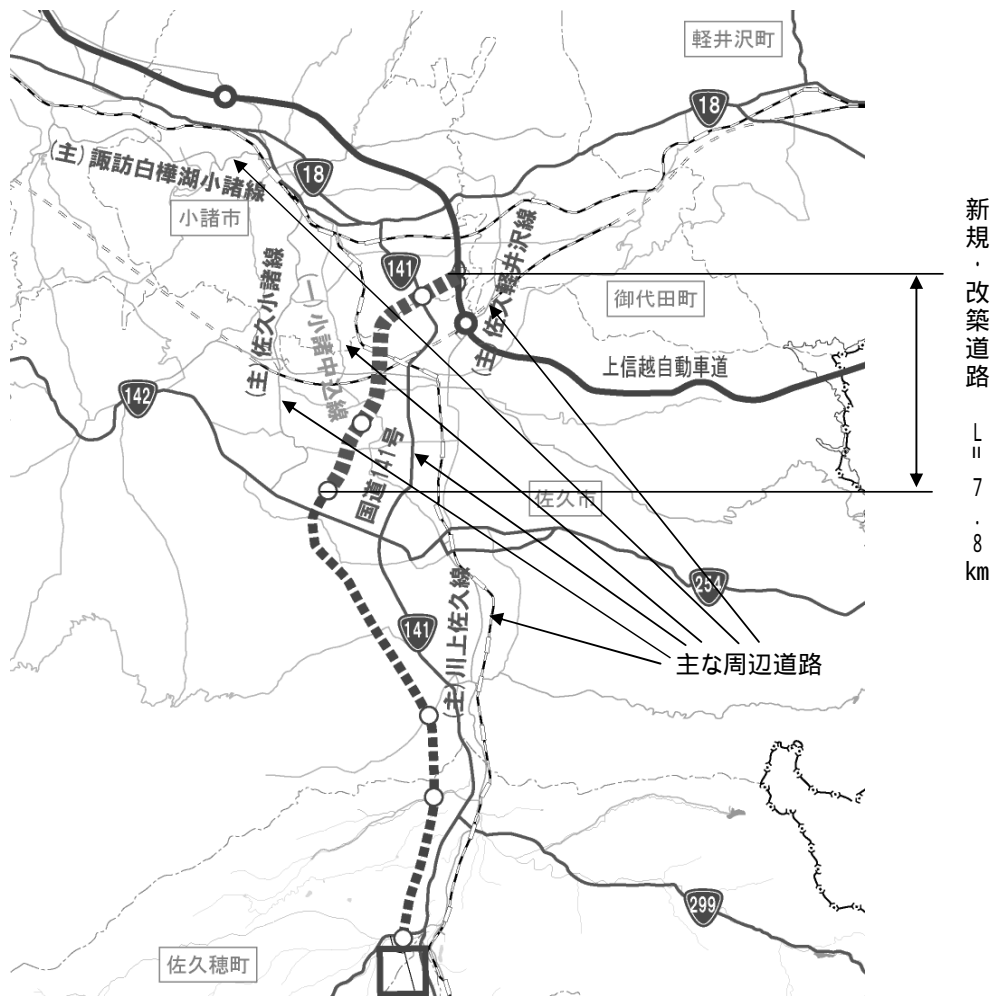 軽井沢町
18
(主)諏訪白樺湖小諸線
18
小諸市
(主)佐久軽井沢線
141
御代田町
(主)佐久小諸線
(一)小諸中込線
上信越自動車道
142
国道141号
佐久市
254
141
(主)川上佐久線
主な周辺道路
299
佐久穂町
新規・改築道路 L=7.8km